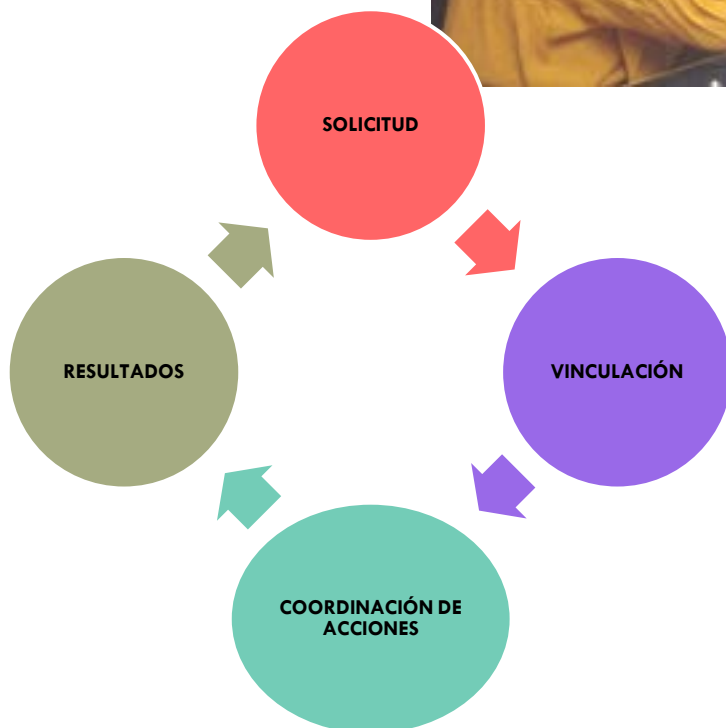 SOLICITUD
VINCULACIÓN
COORDINACIÓN DE
ACCIONES
RESULTADOS